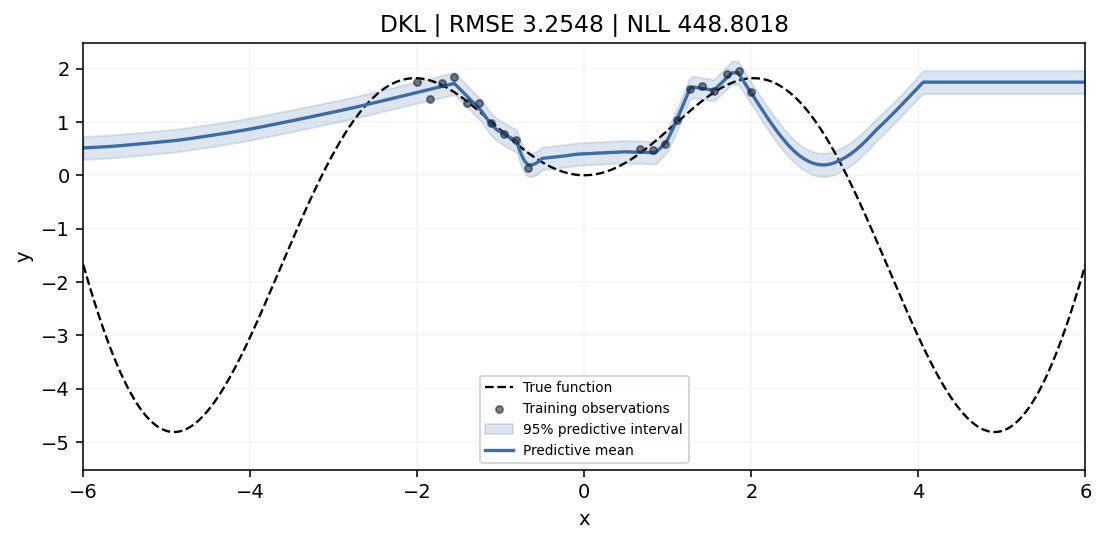 DKL | RMSE 3.2548 | NLL 448.8018
2
1
0
−1
−2
−3
−4
−5
y
True function
Training observations
95% predictive interval
Predictive mean
−6 −4 −2 0 2 4 6
x